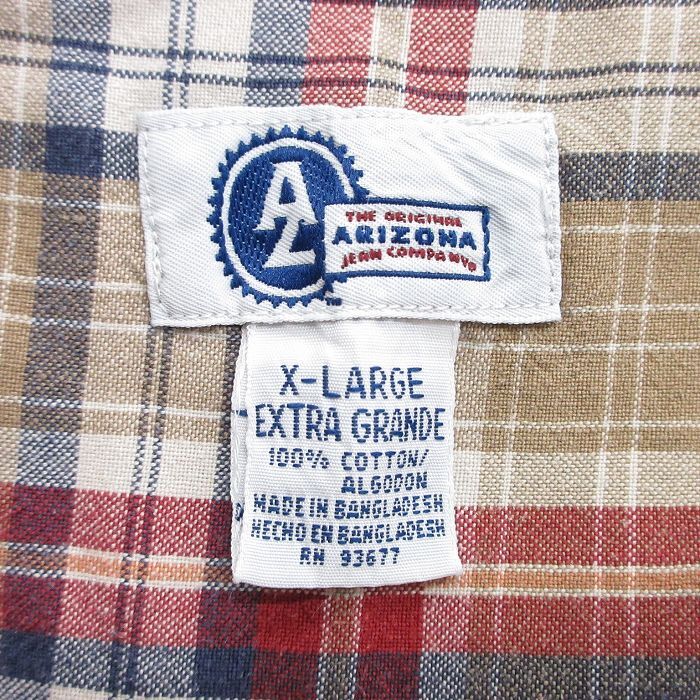 AZ
THE ORIGINAL
ARIZONA
JEAN COMPANY®
TM
X-LARGE
EXTRA GRANDE
100% COTTON/
ALGODON
MADE IN BANGLADESH
HECHO EN BANGLADESH
RN 93677